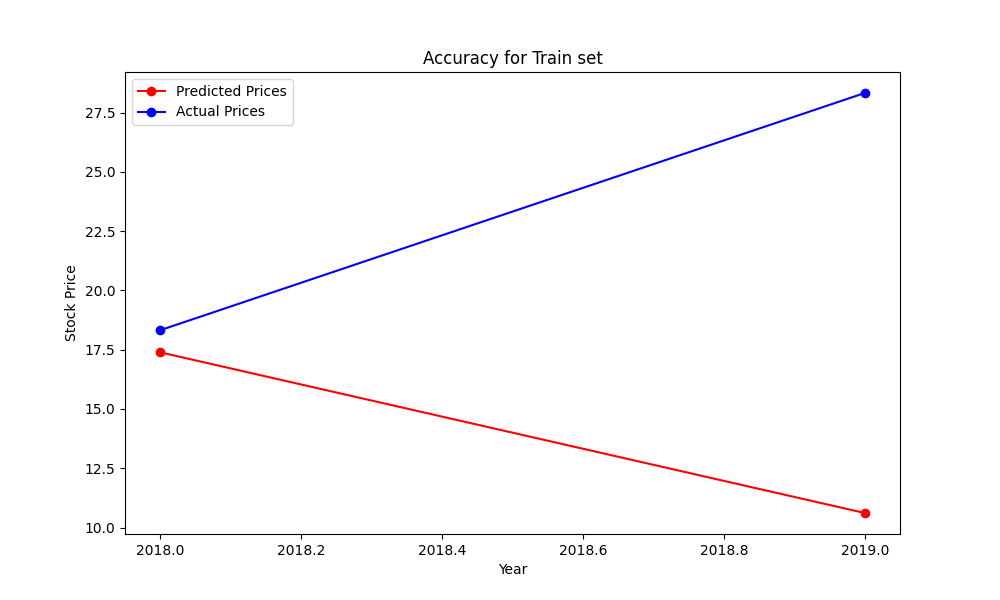 Accuracy for Train set
Predicted Prices
Actual Prices
27.5
25.0
22.5
20.0
17.5
15.0
12.5
10.0
Stock Price
2018.0 2018.2 2018.4 2018.6 2018.8 2019.0
Year